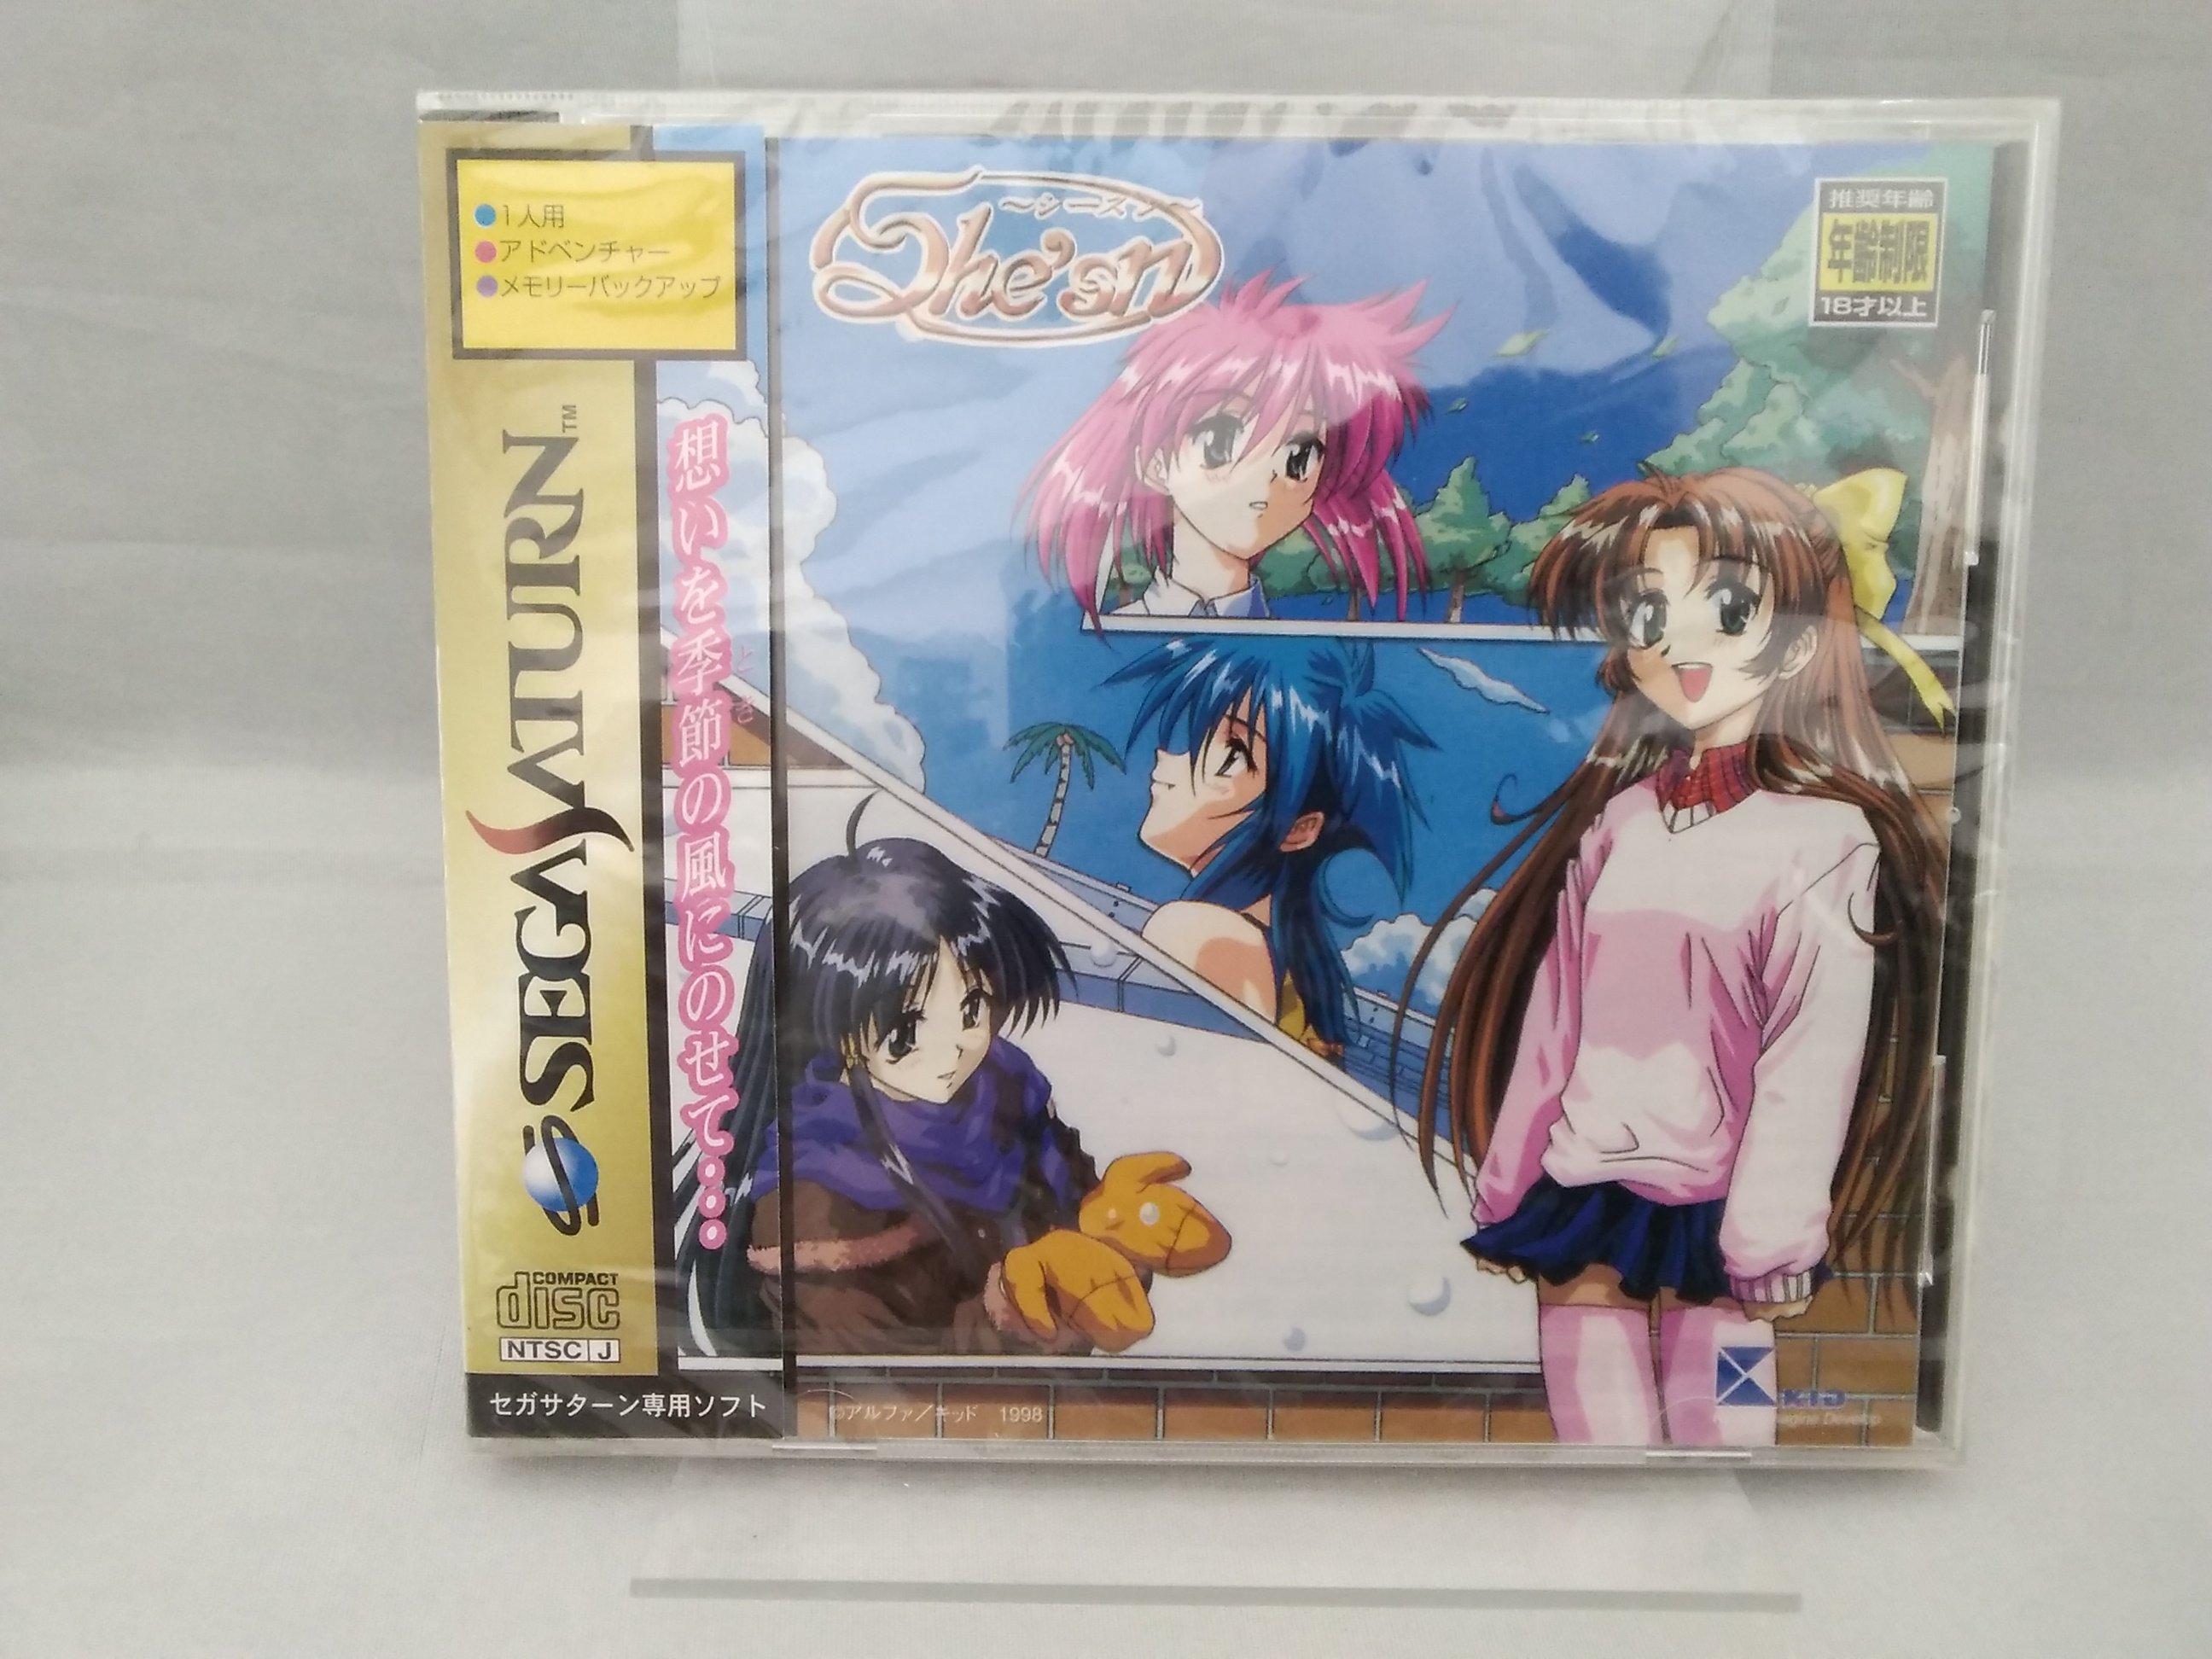 ●1人用
●アドベンチャー
●メモリーバックアップ
SEGA SATURN™
想いを季節の風にのせて・・・
とき
COMPACT
disc
NTSC J
セガサターン専用ソフト
～シーズン～
She'sn
推奨年齢
年齢制限
18才以上
©アルファ／キッド 1998
KID